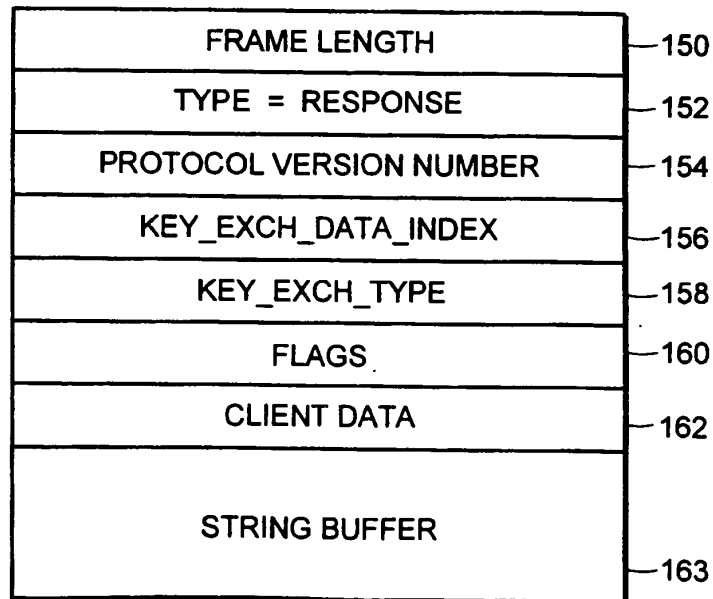 FRAME LENGTH 150
TYPE = RESPONSE 152
PROTOCOL VERSION NUMBER 154
KEY_EXCH_DATA_INDEX 156
KEY_EXCH_TYPE 158
FLAGS 160
CLIENT DATA 162
STRING BUFFER 163